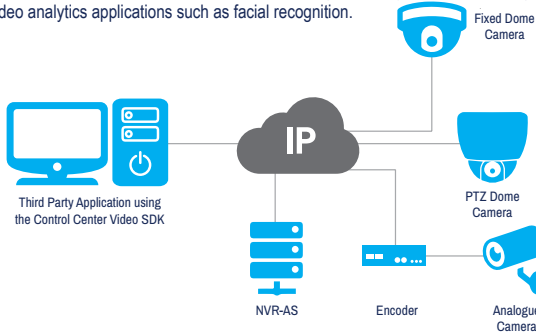 deo analytics applications such as facial recognition.
Fixed Dome
Camera
IP
PTZ Dome
Camera
Third Party Application using
the Control Center Video SDK
NVR-AS
Encoder
Analogue
Camera